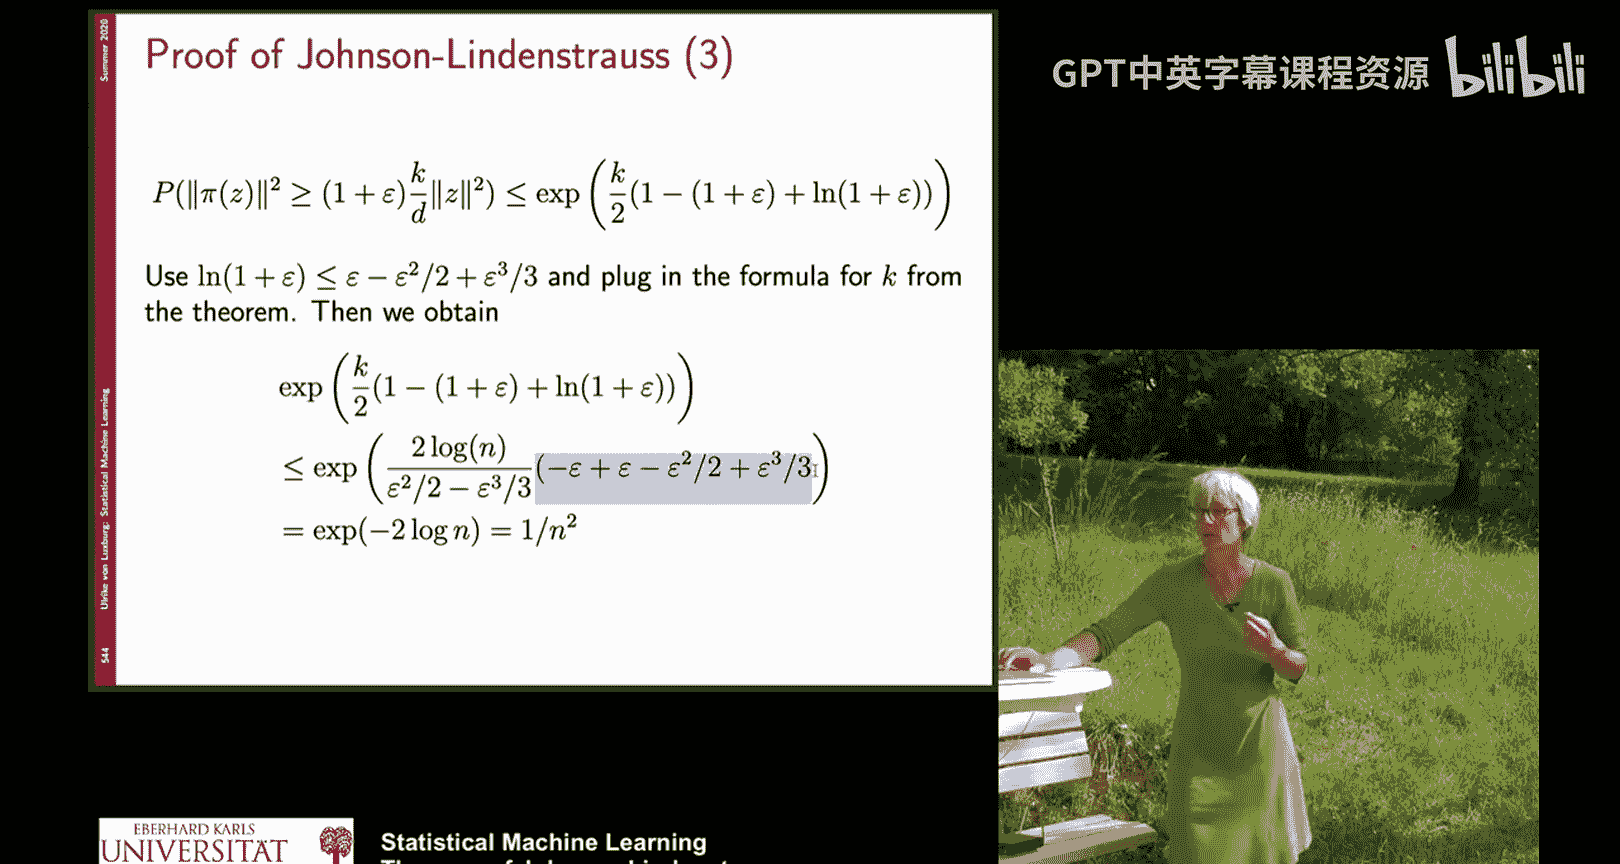 Summer 2020
Proof of Johnson-Lindenstrauss (3)
P(‖π(z)‖² ≥ (1 + ε) k/d ‖z‖²) ≤ exp (k/2 (1 − (1 + ε) + ln(1 + ε)))
Use ln(1 + ε) ≤ ε − ε²/2 + ε³/3 and plug in the formula for k from
the theorem. Then we obtain
exp (k/2 (1 − (1 + ε) + ln(1 + ε)))
≤ exp (2 log(n) / ε²/2 − ε³/3 (−ε + ε − ε²/2 + ε³/3)
= exp(−2 log n) = 1/n²
Ulrike von Luxburg: Statistical Machine Learning
544
GPT中英字幕课程资源 bilibili
EBERHARD KARLS
UNIVERSITÄT
Statistical Machine Learning